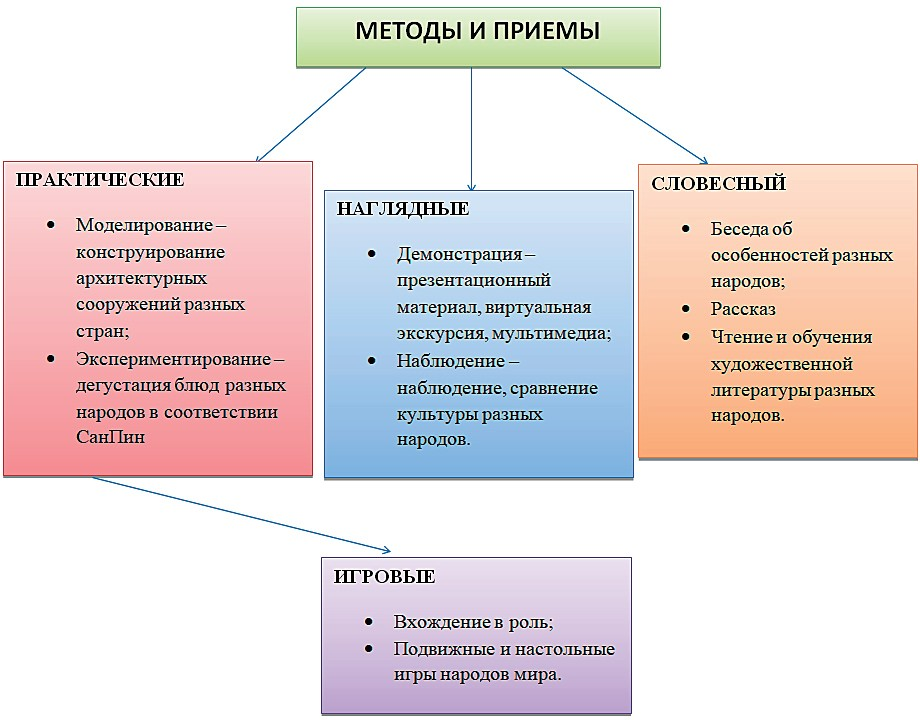 МЕТОДЫ И ПРИЕМЫ
ПРАКТИЧЕСКИЕ
• Моделирование –
конструирование
архитектурных
сооружений разных
стран;
• Экспериментирование –
дегустация блюд разных
народов в соответствии
СанПин
НАГЛЯДНЫЕ
• Демонстрация –
презентационный
материал, виртуальная
экскурсия, мультимедиа;
• Наблюдение –
наблюдение, сравнение
культуры разных
народов.
СЛОВЕСНЫЙ
• Беседа об
особенностей разных
народов;
• Рассказ
• Чтение и обучения
художественной
литературы разных
народов.
ИГРОВЫЕ
• Вхождение в роль;
• Подвижные и настольные
игры народов мира.